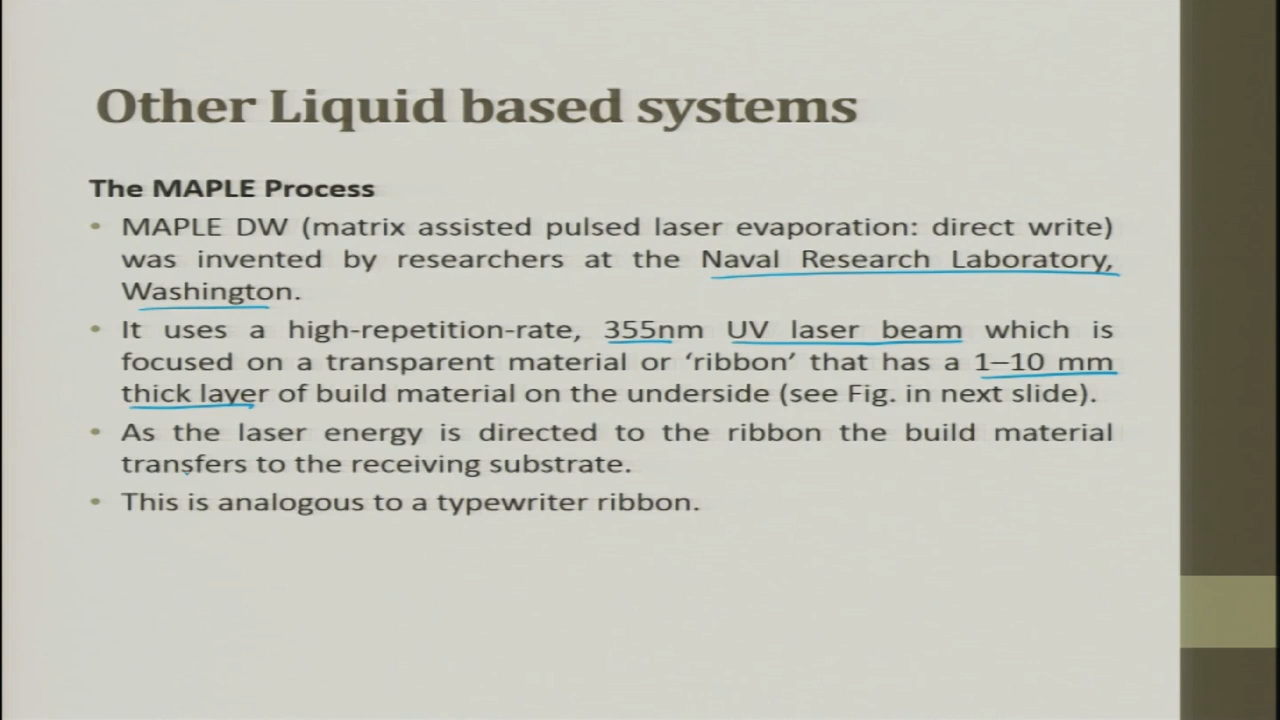 Other Liquid based systems
The MAPLE Process
• MAPLE DW (matrix assisted pulsed laser evaporation: direct write)
was invented by researchers at the Naval Research Laboratory,
Washington.
• It uses a high-repetition-rate, 355nm UV laser beam which is
focused on a transparent material or ‘ribbon’ that has a 1–10 mm
thick layer of build material on the underside (see Fig. in next slide).
• As the laser energy is directed to the ribbon the build material
transfers to the receiving substrate.
• This is analogous to a typewriter ribbon.